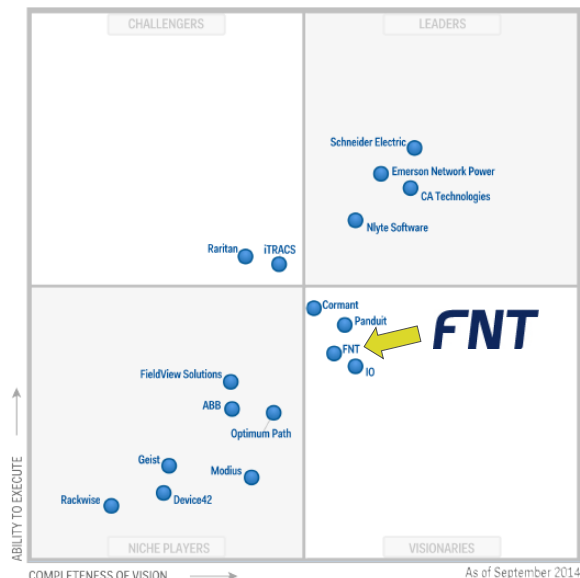 CHALLENGERS
LEADERS
Schneider Electric
Emerson Network Power
CA Technologies
Nlyte Software
Raritan
iTRACS
Cormant
Panduit
FNT
FNT
IO
FieldView Solutions
ABB
Optimum Path
Geist
Modius
Device42
Rackwise
ABILITY TO EXECUTE
NICHE PLAYERS
VISIONARIES
COMPLETENESS OF VISION
As of September 2014